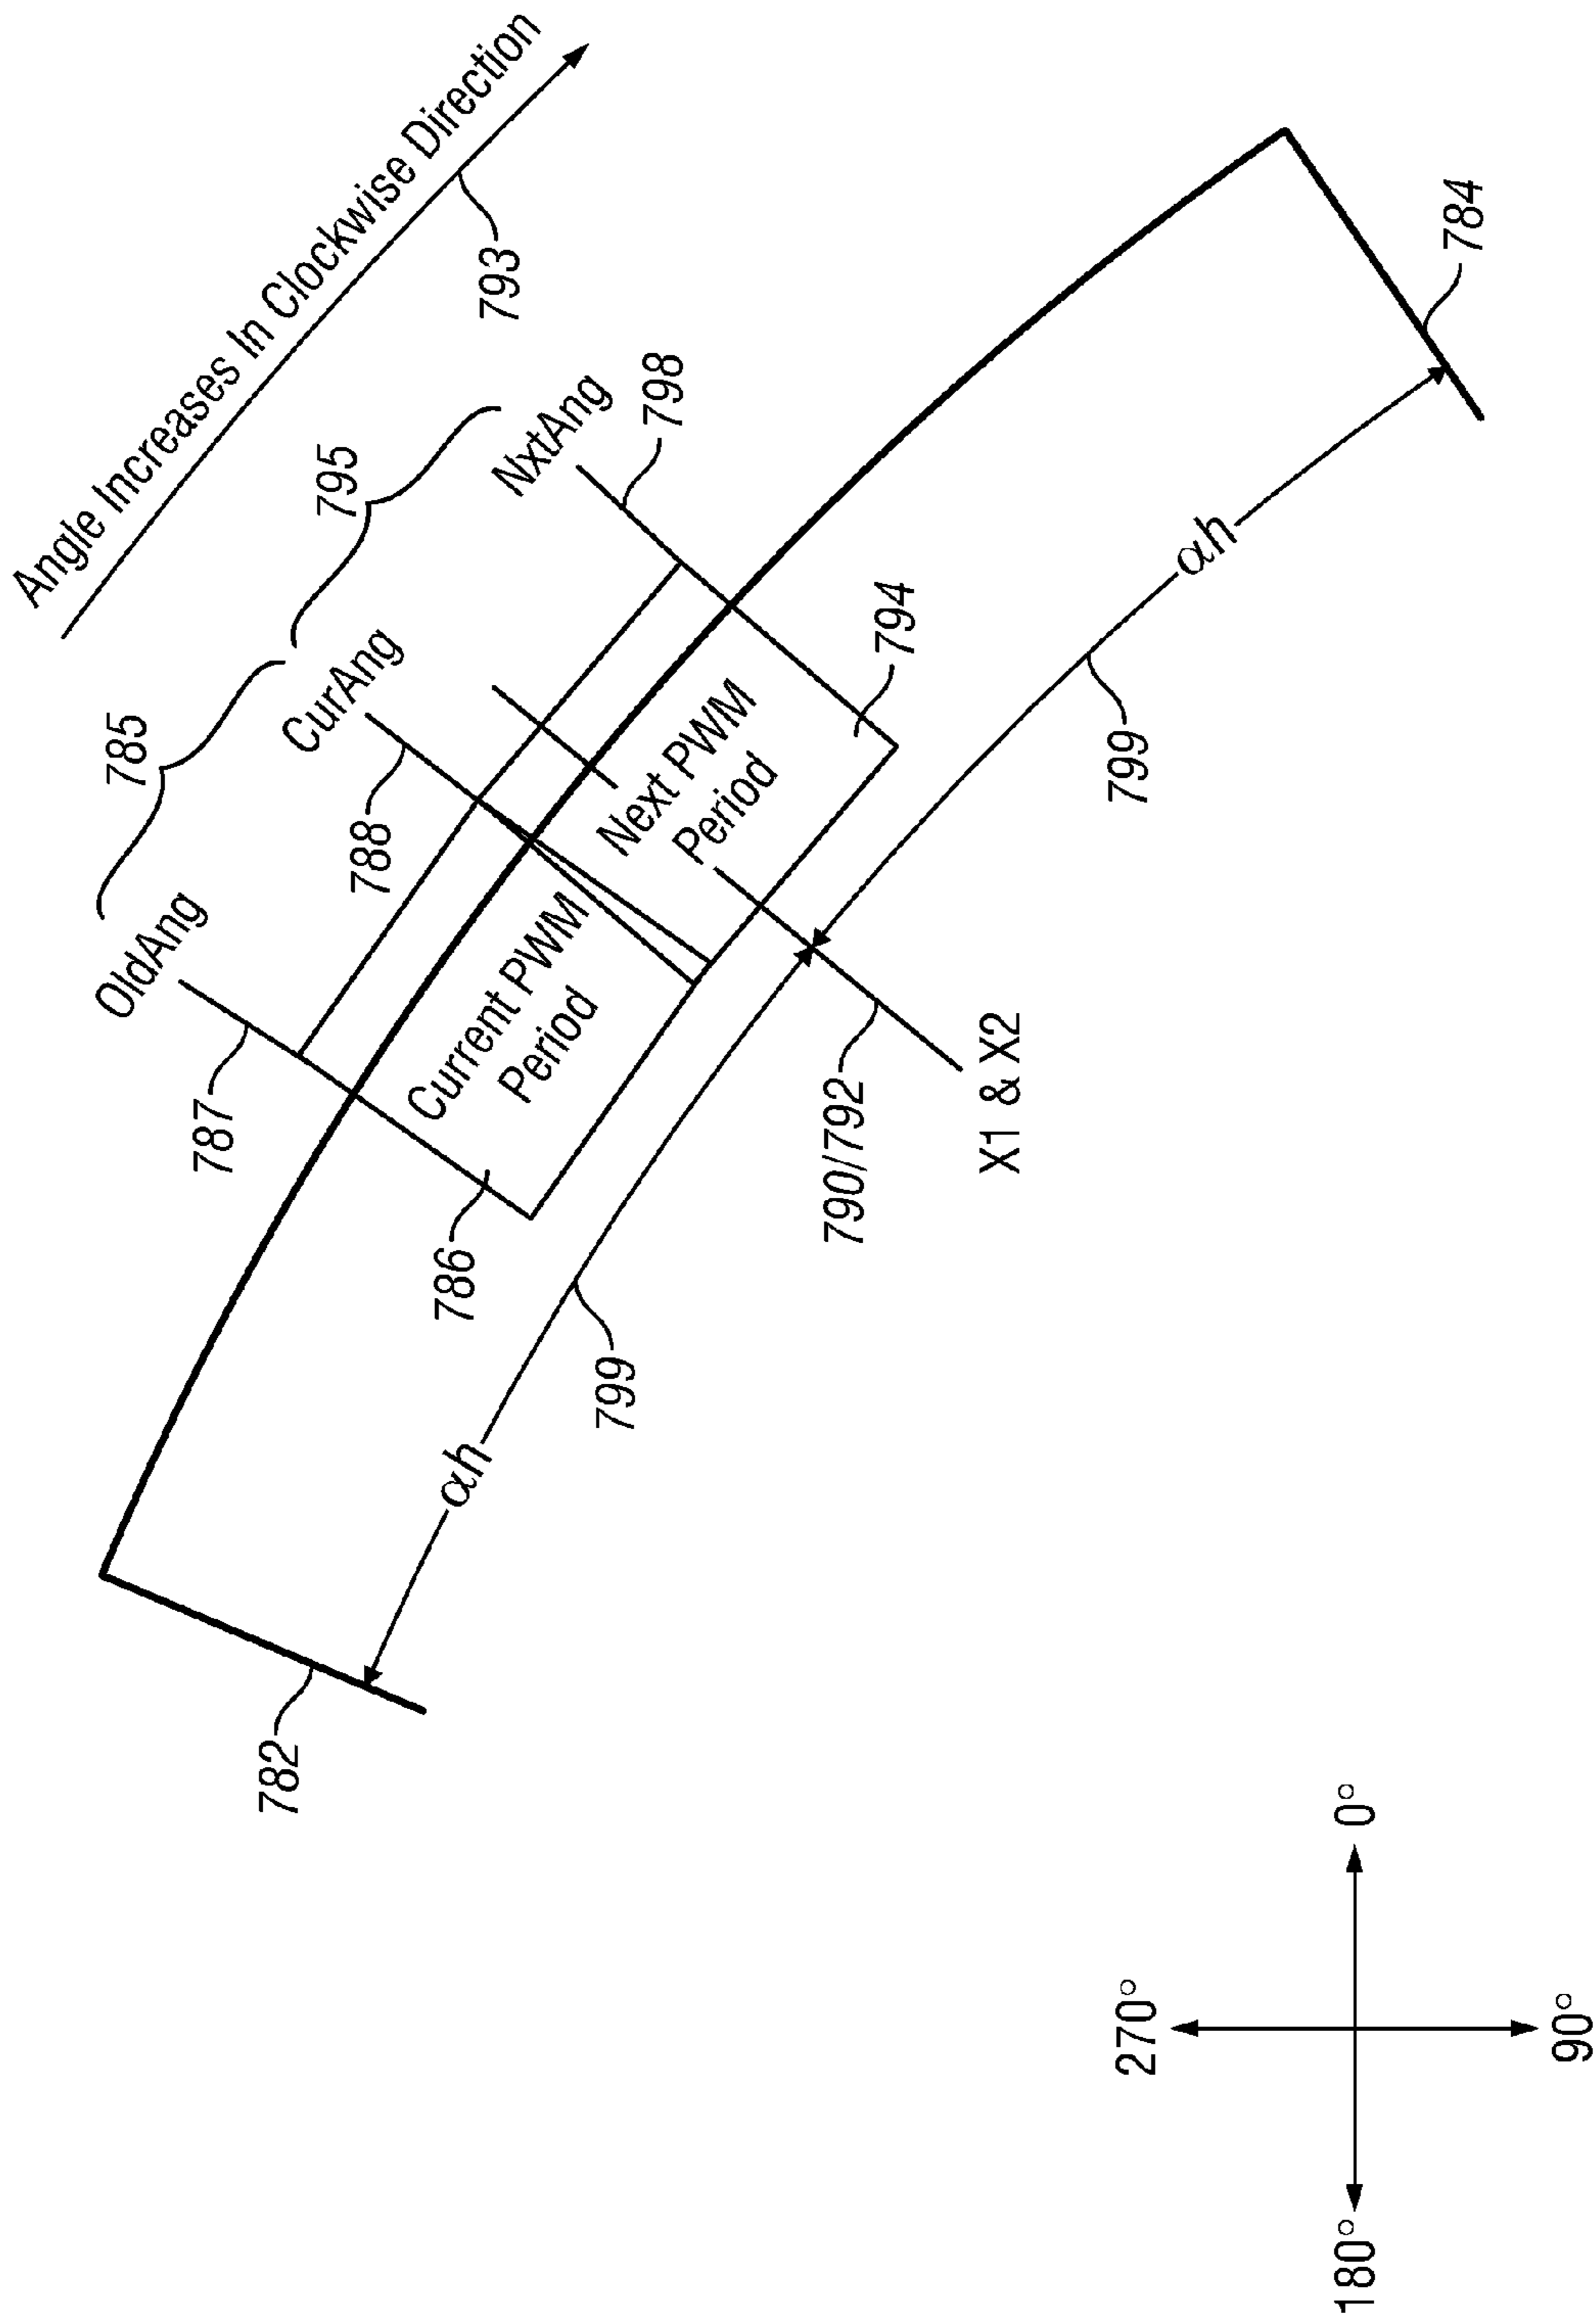 Angle Increases In Clockwise Direction
793
795
785
NxtAng
798
CurAng
788
OldAng
787
Next PWM
Period
794
Current PWM
Period
786
784
αh
799
790/792
X1 & X2
799
αh
782
270°
0°
180°
90°